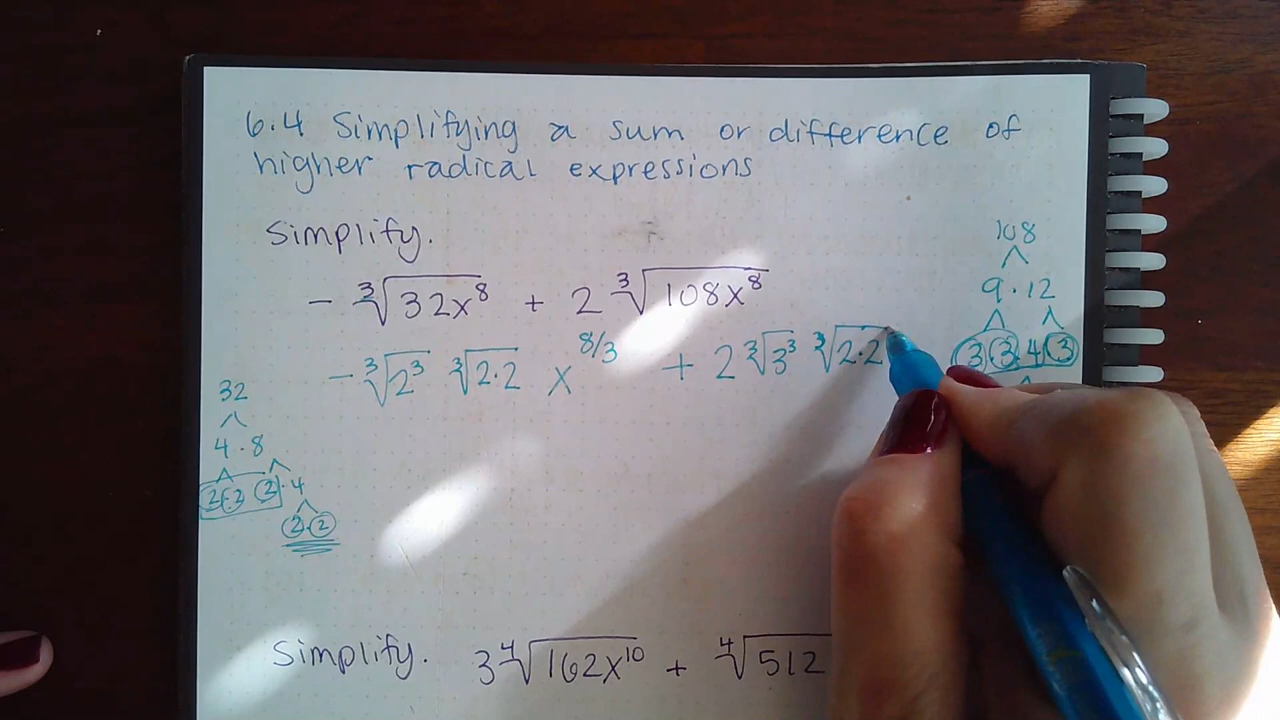 6.4 Simplifying a sum or difference of
higher radical expressions
Simplify.
- ∛(32x⁸) + 2 ∛(108x⁸)
- ∛(2³) ∛(2·2) x^(8/3) + 2 ∛(3³) ∛(2·2)
32
4·8
2·2 2·4
2·2
108
9·12
3·3·4·3
Simplify. 3 ∜(162x¹⁰) + ∜(512